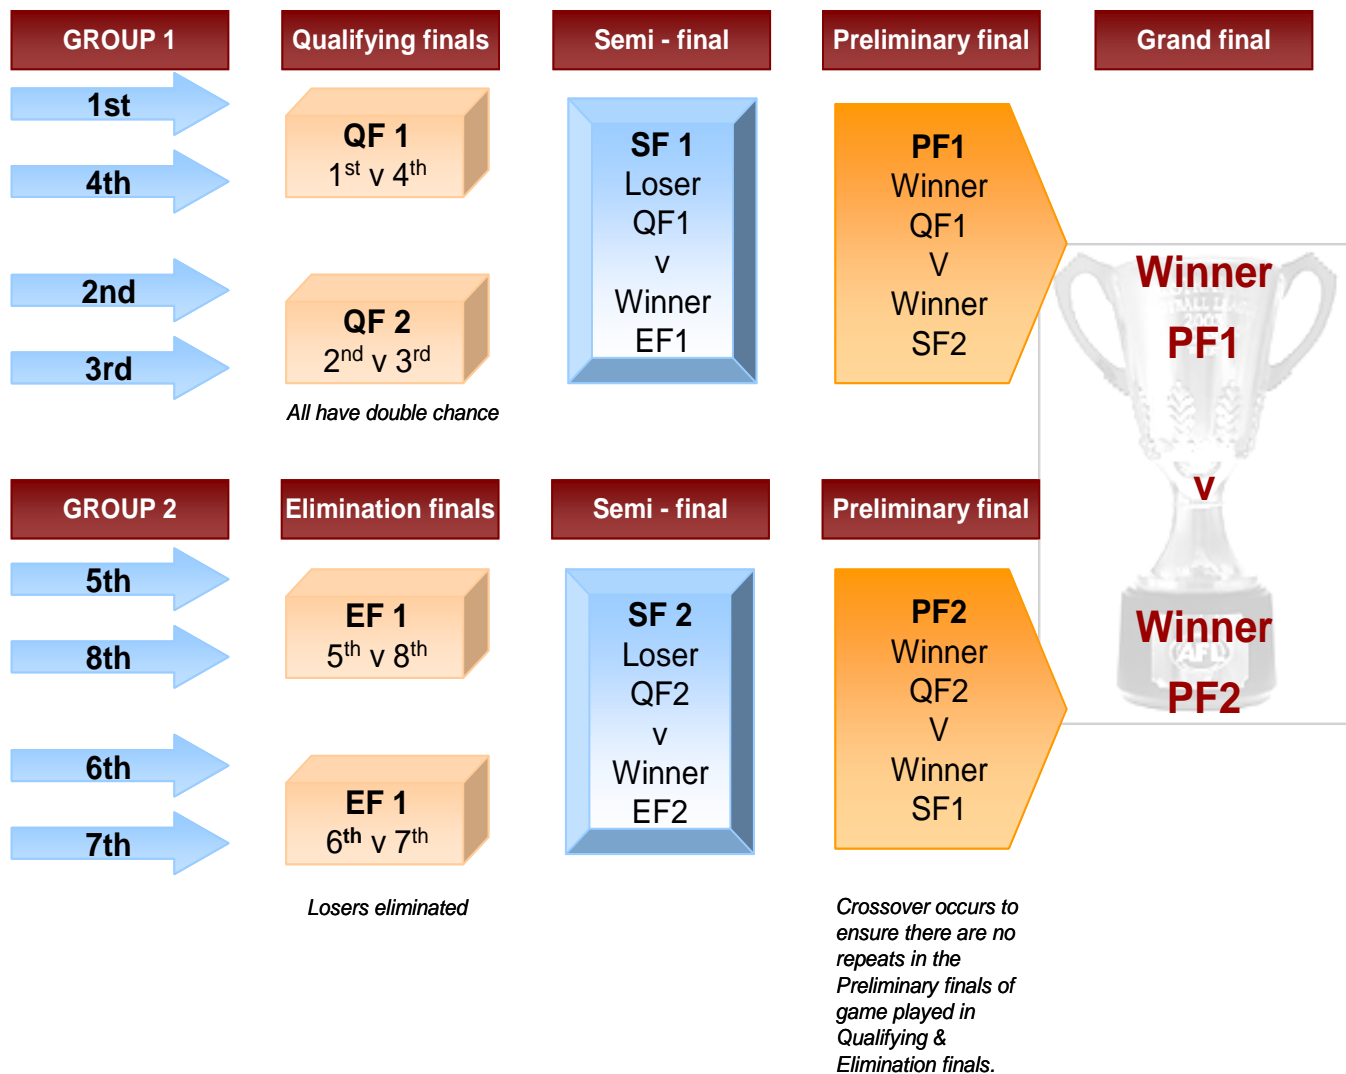 GROUP 1
Qualifying finals
Semi - final
Preliminary final
Grand final
1st
4th
2nd
3rd
QF 1
1st v 4th
QF 2
2nd v 3rd
All have double chance
SF 1
Loser
QF1
v
Winner
EF1
PF1
Winner
QF1
V
Winner
SF2
Winner
PF1
v
Winner
PF2
AFL
GROUP 2
Elimination finals
Semi - final
Preliminary final
5th
8th
6th
7th
EF 1
5th v 8th
EF 1
6th v 7th
Losers eliminated
SF 2
Loser
QF2
v
Winner
EF2
PF2
Winner
QF2
V
Winner
SF1
Crossover occurs to
ensure there are no
repeats in the
Preliminary finals of
game played in
Qualifying &
Elimination finals.